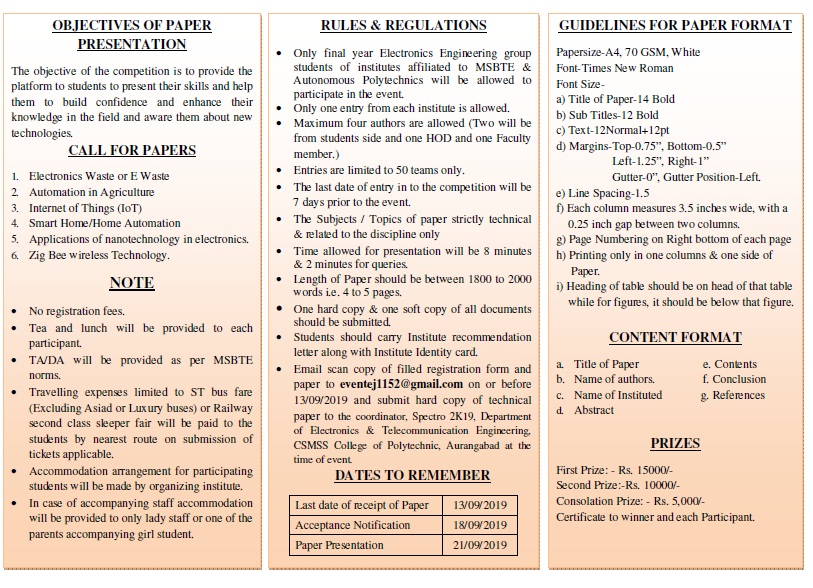 OBJECTIVES OF PAPER
PRESENTATION
The objective of the competition is to provide the
platform to students to present their skills and help
them to build confidence and enhance their
knowledge in the field and aware them about new
technologies.
CALL FOR PAPERS
1. Electronics Waste or E Waste
2. Automation in Agriculture
3. Internet of Things (IoT)
4. Smart Home/Home Automation
5. Applications of nanotechnology in electronics.
6. Zig Bee wireless Technology.
NOTE
• No registration fees.
• Tea and lunch will be provided to each
participant.
• TA/DA will be provided as per MSBTE
norms.
• Travelling expenses limited to ST bus fare
(Excluding Asiad or Luxury buses) or Railway
second class sleeper fair will be paid to the
students by nearest route on submission of
tickets applicable.
• Accommodation arrangement for participating
students will be made by organizing institute.
• In case of accompanying staff accommodation
will be provided to only lady staff or one of the
parents accompanying girl student.
RULES & REGULATIONS
• Only final year Electronics Engineering group
students of institutes affiliated to MSBTE &
Autonomous Polytechnics will be allowed to
participate in the event.
• Only one entry from each institute is allowed.
• Maximum four authors are allowed (Two will be
from students side and one HOD and one Faculty
member.)
• Entries are limited to 50 teams only.
• The last date of entry in to the competition will be
7 days prior to the event.
• The Subjects / Topics of paper strictly technical
& related to the discipline only
• Time allowed for presentation will be 8 minutes
& 2 minutes for queries.
• Length of Paper should be between 1800 to 2000
words i.e. 4 to 5 pages.
• One hard copy & one soft copy of all documents
should be submitted.
• Students should carry Institute recommendation
letter along with Institute Identity card.
• Email scan copy of filled registration form and
paper to eventej1152@gmail.com on or before
13/09/2019 and submit hard copy of technical
paper to the coordinator, Spectro 2K19, Department
of Electronics & Telecommunication Engineering,
CSMSS College of Polytechnic, Aurangabad at the
time of event.
DATES TO REMEMBER
Last date of receipt of Paper 13/09/2019
Acceptance Notification 18/09/2019
Paper Presentation 21/09/2019
GUIDELINES FOR PAPER FORMAT
Papersize-A4, 70 GSM, White
Font-Times New Roman
Font Size-
a) Title of Paper-14 Bold
b) Sub Titles-12 Bold
c) Text-12Normal+12pt
d) Margins-Top-0.75”, Bottom-0.5”
Left-1.25”, Right-1”
Gutter-0”, Gutter Position-Left.
e) Line Spacing-1.5
f) Each column measures 3.5 inches wide, with a
0.25 inch gap between two columns.
g) Page Numbering on Right bottom of each page
h) Printing only in one columns & one side of
Paper.
i) Heading of table should be on head of that table
while for figures, it should be below that figure.
CONTENT FORMAT
a. Title of Paper e. Contents
b. Name of authors. f. Conclusion
c. Name of Instituted g. References
d. Abstract
PRIZES
First Prize: - Rs. 15000/-
Second Prize:-Rs. 10000/-
Consolation Prize: - Rs. 5,000/-
Certificate to winner and each Participant.